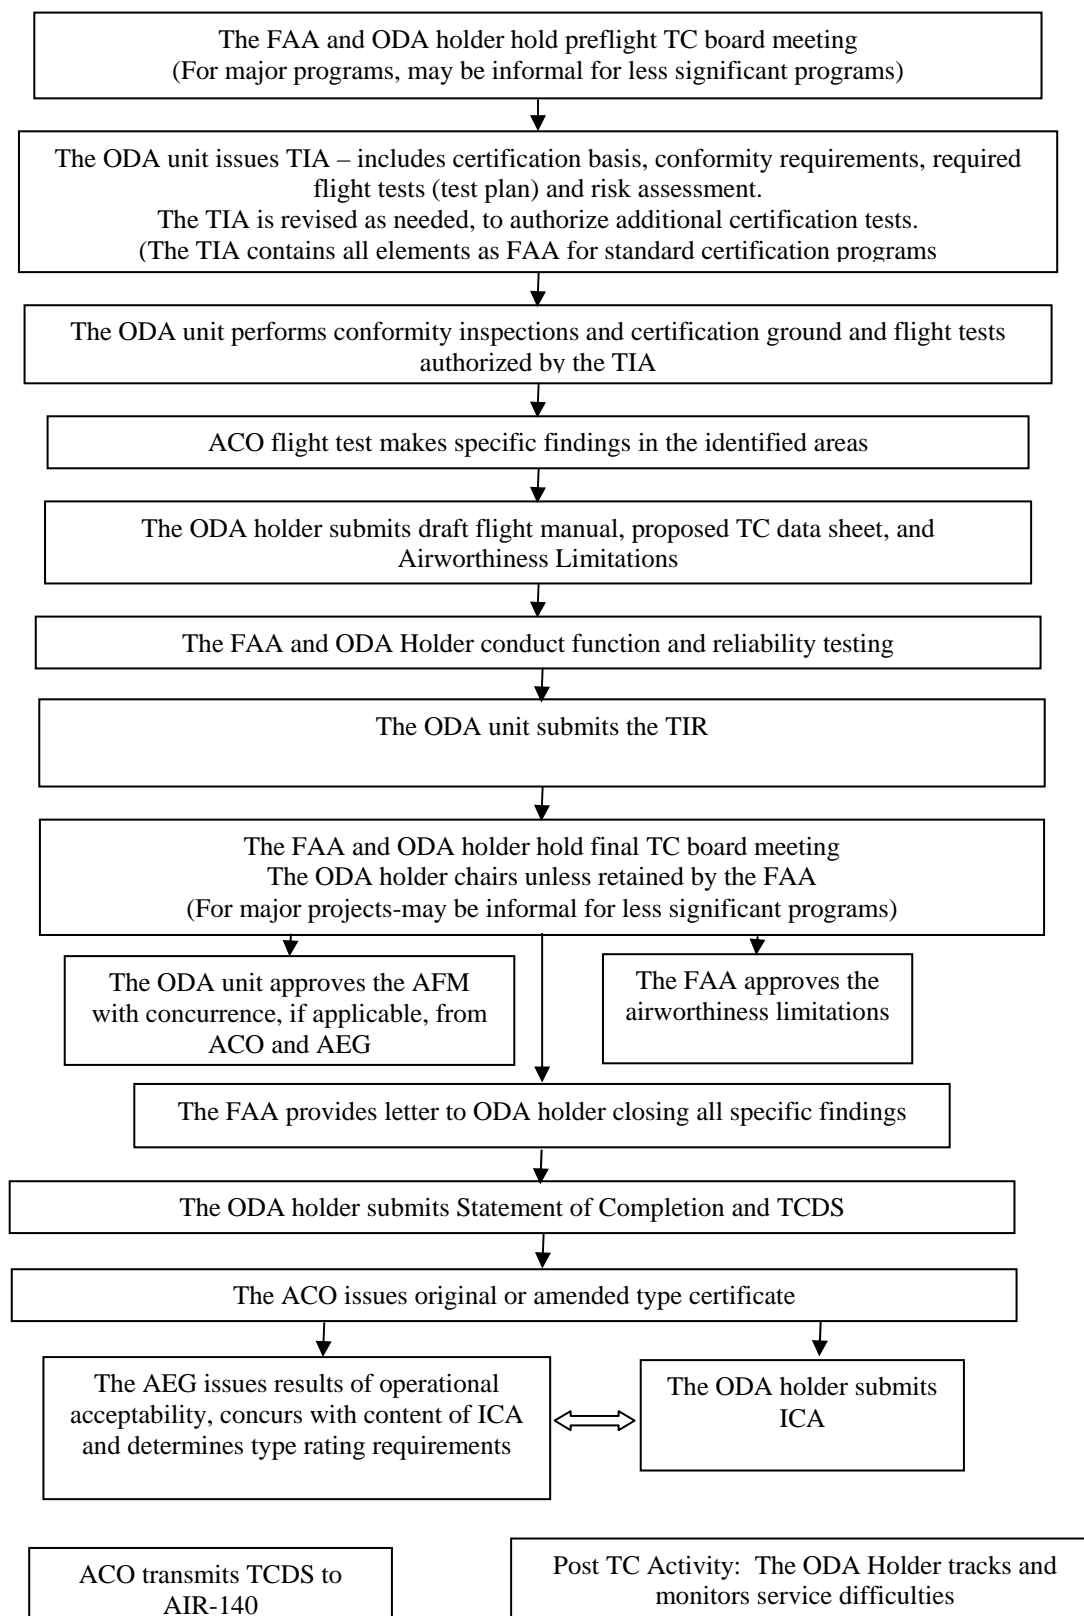 The FAA and ODA holder hold preflight TC board meeting
(For major programs, may be informal for less significant programs)
The ODA unit issues TIA – includes certification basis, conformity requirements, required
flight tests (test plan) and risk assessment.
The TIA is revised as needed, to authorize additional certification tests.
(The TIA contains all elements as FAA for standard certification programs
The ODA unit performs conformity inspections and certification ground and flight tests
authorized by the TIA
ACO flight test makes specific findings in the identified areas
The ODA holder submits draft flight manual, proposed TC data sheet, and
Airworthiness Limitations
The FAA and ODA Holder conduct function and reliability testing
The ODA unit submits the TIR
The FAA and ODA holder hold final TC board meeting
The ODA holder chairs unless retained by the FAA
(For major projects-may be informal for less significant programs)
The ODA unit approves the AFM
with concurrence, if applicable, from
ACO and AEG
The FAA approves the
airworthiness limitations
The FAA provides letter to ODA holder closing all specific findings
The ODA holder submits Statement of Completion and TCDS
The ACO issues original or amended type certificate
The AEG issues results of operational
acceptability, concurs with content of ICA
and determines type rating requirements
The ODA holder submits
ICA
ACO transmits TCDS to
AIR-140
Post TC Activity: The ODA Holder tracks and
monitors service difficulties